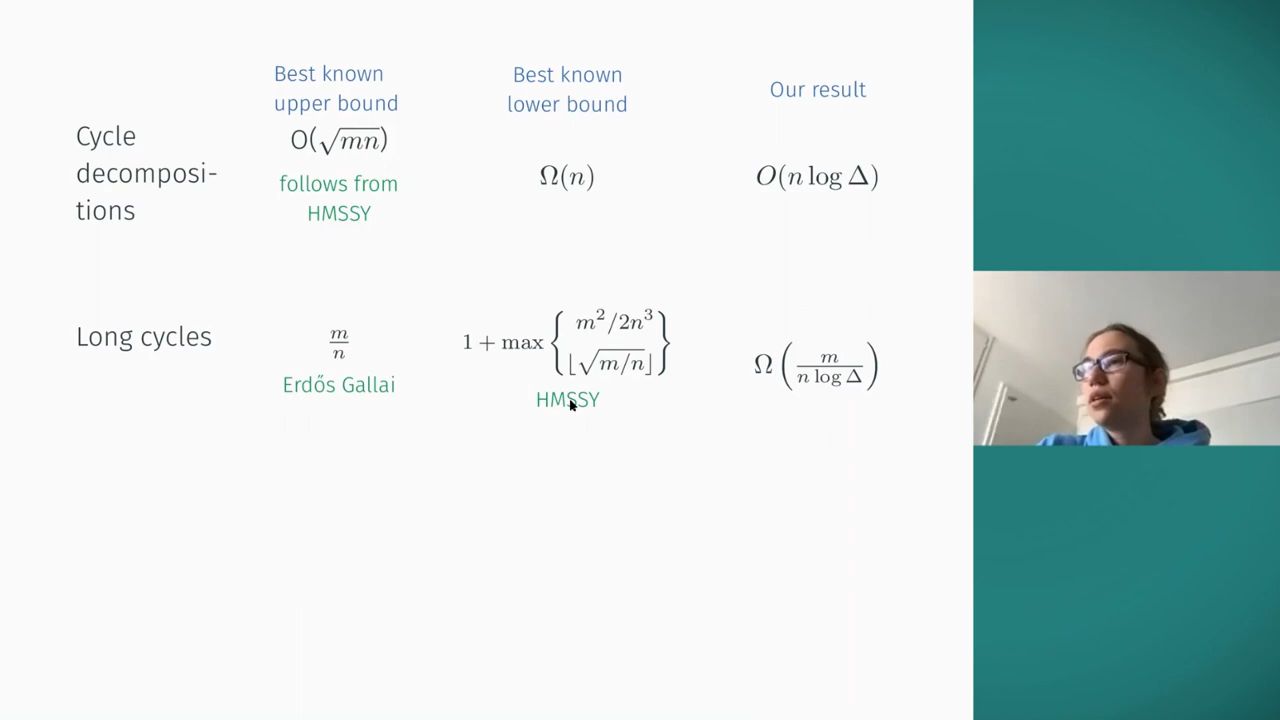 Best known
upper bound
Best known
lower bound
Our result
Cycle
decomposi-
tions
O(√mn)
follows from
HMSSY
Ω(n)
O(n log Δ)
Long cycles
m/n
Erdős Gallai
1 + max { m²/2n³
⌊√m/n⌋ }
HMSSY
Ω(m / n log Δ)